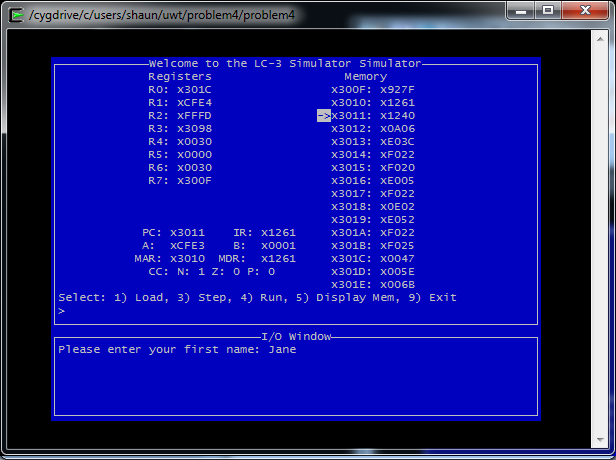 /cygdrive/c/users/shaun/uwt/problem4/problem4
Welcome to the LC-3 Simulator Simulator
Registers Memory
R0: x301C x300F: x927F
R1: xCFE4 x3010: x1261
R2: xFFFD ->x3011: x1240
R3: x3098 x3012: x0A06
R4: x0030 x3013: xE03C
R5: x0000 x3014: xF022
R6: x0030 x3015: xF020
R7: x300F x3016: xE005
x3017: xF022
x3018: x0E02
x3019: xE052
PC: x3011 IR: x1261 x301A: xF022
A: xCFE3 B: x0001 x301B: xF025
MAR: x3010 MDR: x1261 x301C: x0047
CC: N: 1 Z: 0 P: 0 x301D: x005E
x301E: x006B
Select: 1) Load, 3) Step, 4) Run, 5) Display Mem, 9) Exit
>
I/O Window
Please enter your first name: Jane